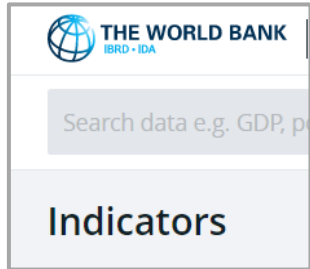 THE WORLD BANK
IBRD • IDA
Search data e.g. GDP,
Indicators